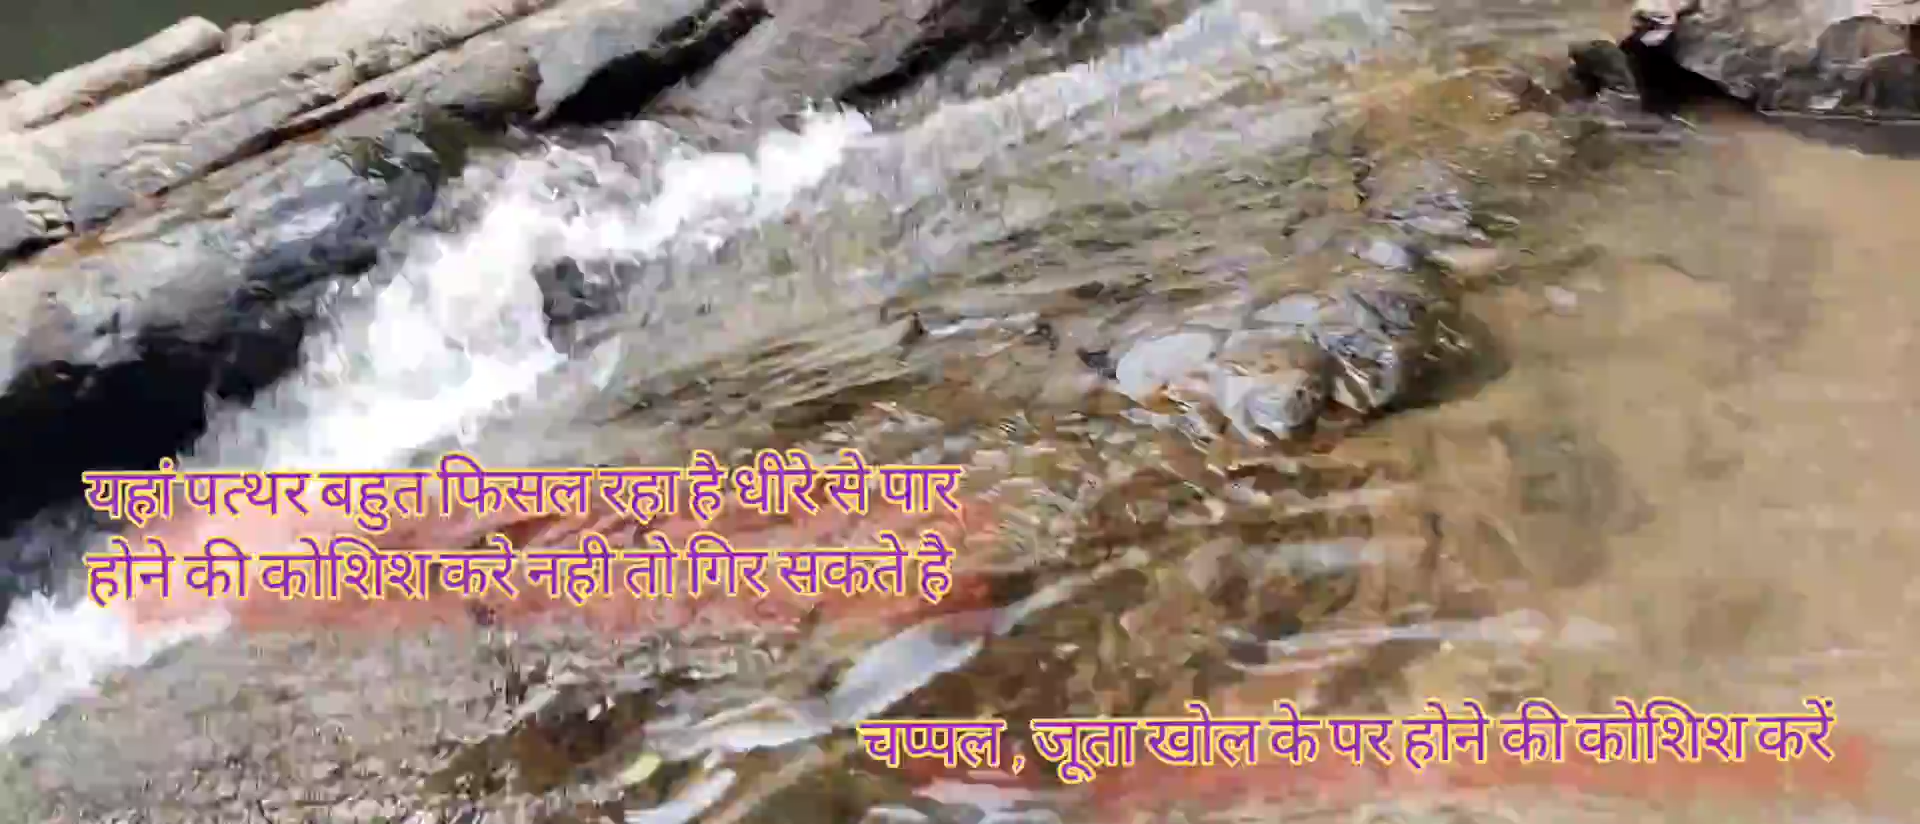 यहां पत्थर बहुत फिसल रहा है धीरे से पार
होने की कोशिश करे नही तो गिर सकते है
चप्पल , जूता खोल के पर होने की कोशिश करें